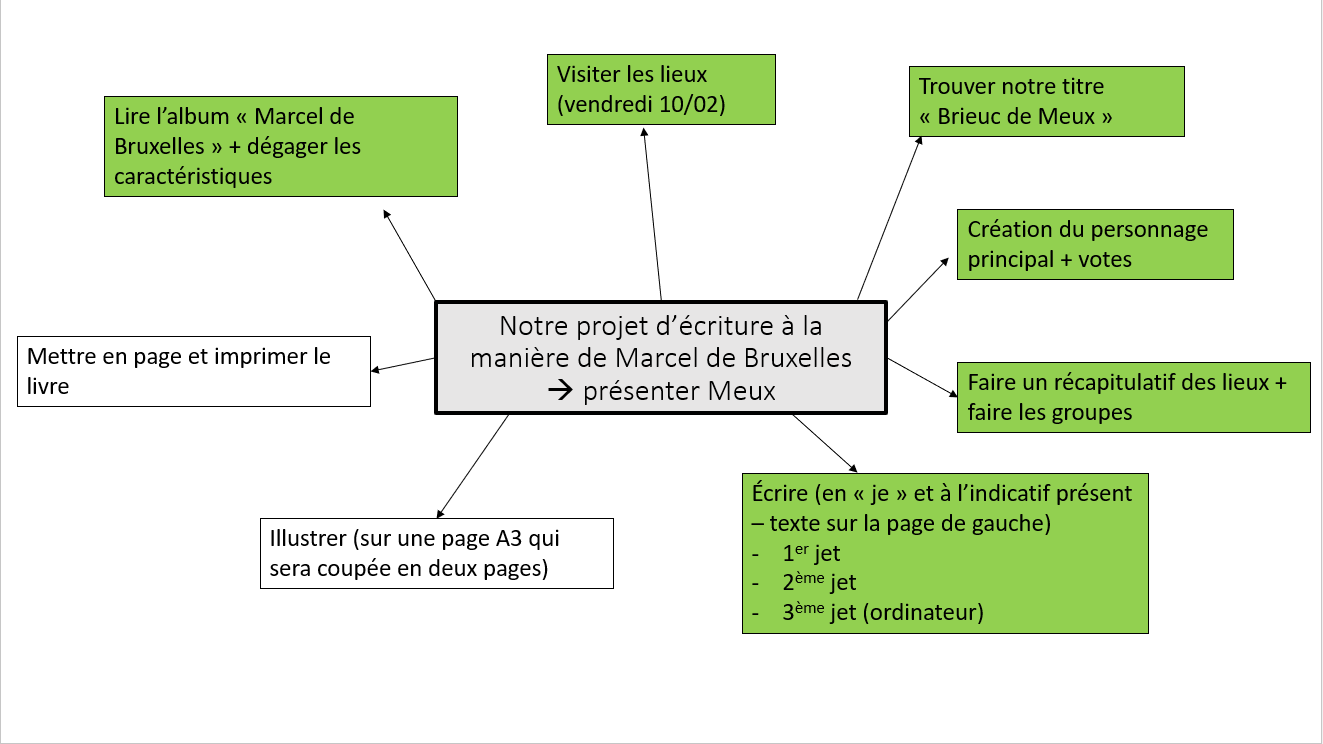 Lire l’album « Marcel de
Bruxelles » + dégager les
caractéristiques
Visiter les lieux
(vendredi 10/02)
Trouver notre titre
« Brieuc de Meux »
Création du personnage
principal + votes
Notre projet d’écriture à la
manière de Marcel de Bruxelles
→ présenter Meux
Mettre en page et imprimer le
livre
Faire un récapitulatif des lieux +
faire les groupes
Illustrer (sur une page A3 qui
sera coupée en deux pages)
Écrire (en « je » et à l’indicatif présent
– texte sur la page de gauche)
- 1er jet
- 2ème jet
- 3ème jet (ordinateur)